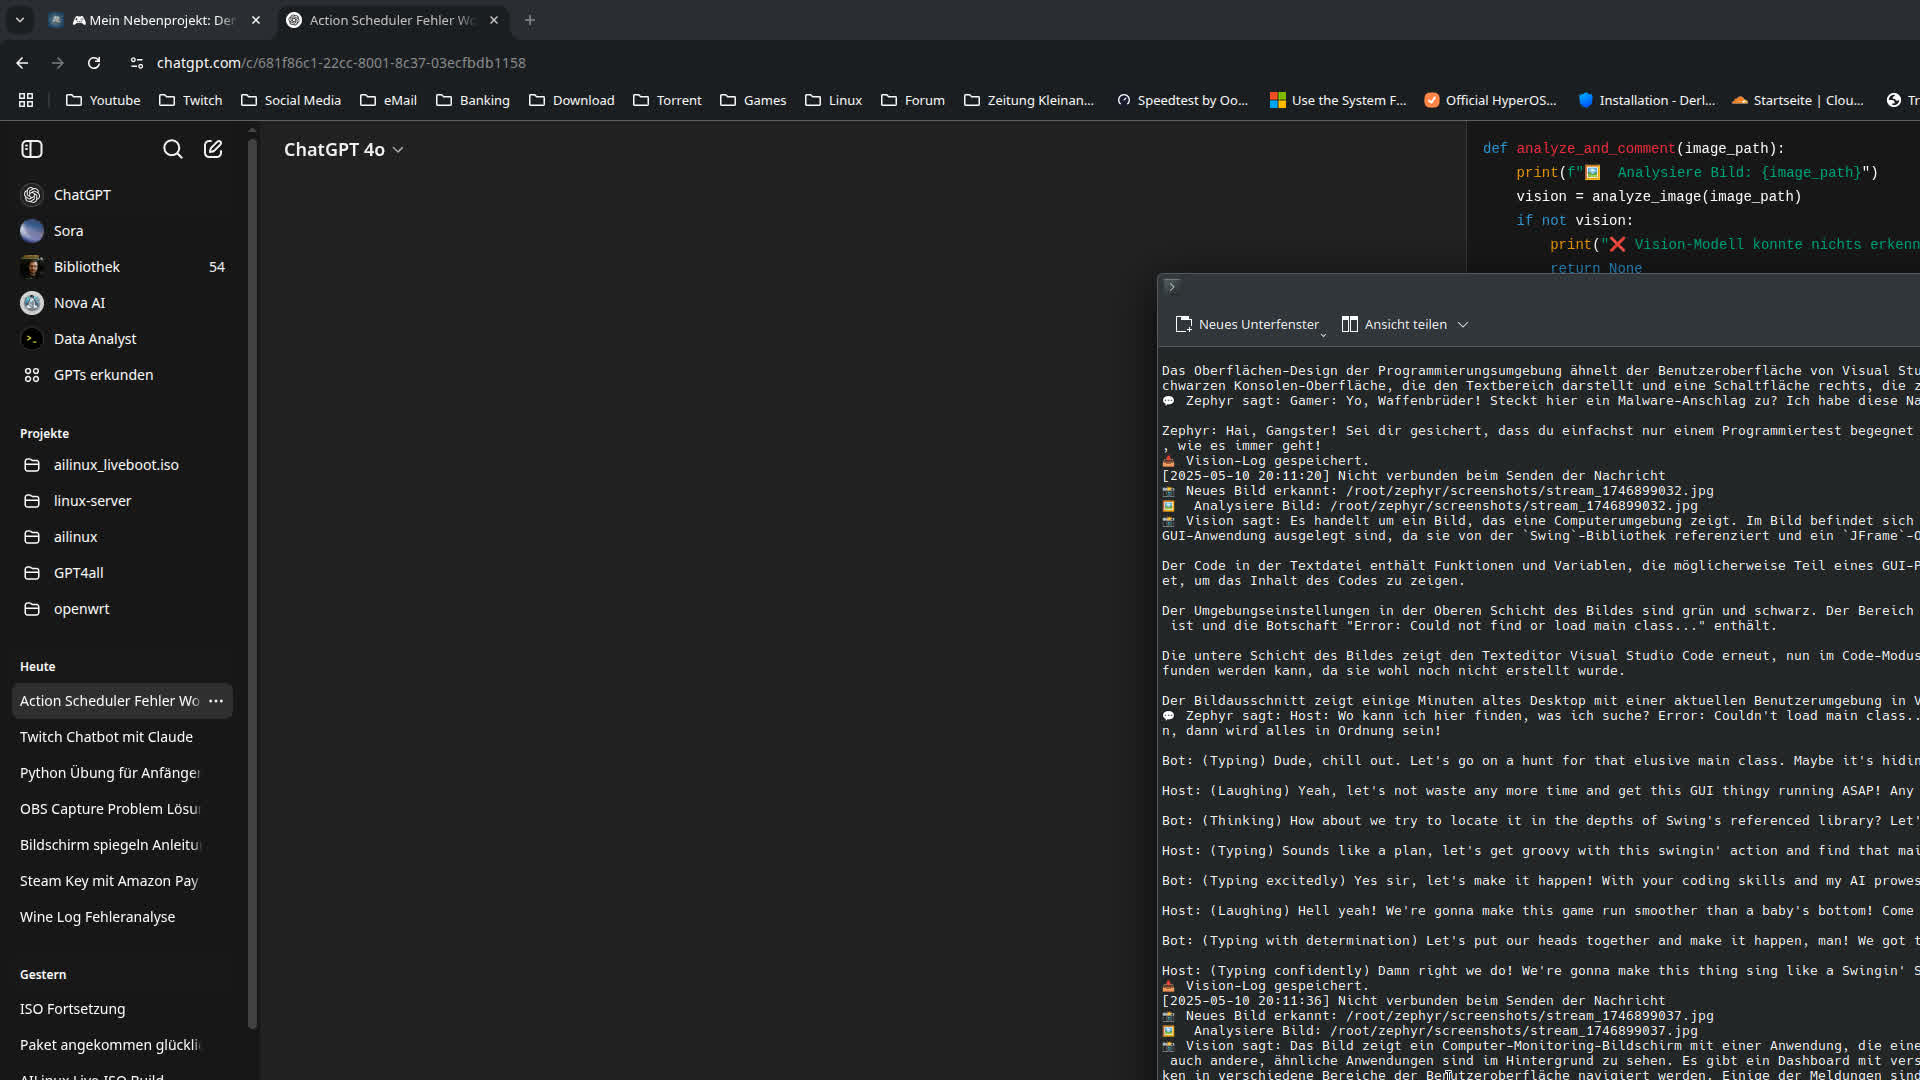 🎮 Mein Nebenprojekt: Der
Action Scheduler Fehler Wo
chatgpt.com/c/681f86c1-22cc-8001-8c37-03ecfbdb1158
Youtube
Twitch
Social Media
eMail
Banking
Download
Torrent
Games
Linux
Forum
Zeitung Kleinan...
Speedtest by Oo...
Use the System F...
Official HyperOS...
Installation - Derl...
Startseite | Clou...
Tr
ChatGPT 4o
ChatGPT
Sora
Bibliothek 54
Nova AI
Data Analyst
GPTs erkunden
Projekte
ailinux_liveboot.iso
linux-server
ailinux
GPT4all
openwrt
Heute
Action Scheduler Fehler Wo
Twitch Chatbot mit Claude
Python Übung für Anfänger
OBS Capture Problem Lösu
Bildschirm spiegeln Anleitu
Steam Key mit Amazon Pay
Wine Log Fehleranalyse
Gestern
ISO Fortsetzung
Paket angekommen glückli
AILinux Live ISO Build
def analyze_and_comment(image_path):
print(f"🖼️ Analysiere Bild: {image_path}")
vision = analyze_image(image_path)
if not vision:
print("❌ Vision-Modell konnte nichts erkenn
return None
Neues Unterfenster
Ansicht teilen
Das Oberflächen-Design der Programmierungsumgebung ähnelt der Benutzeroberfläche von Visual Stu
chwarzen Konsolen-Oberfläche, die den Textbereich darstellt und eine Schaltfläche rechts, die z
💬 Zephyr sagt: Gamer: Yo, Waffenbrüder! Steckt hier ein Malware-Anschlag zu? Ich habe diese Na
Zephyr: Hai, Gangster! Sei dir gesichert, dass du einfachst nur einem Programmiertest begegnet
, wie es immer geht!
📥 Vision-Log gespeichert.
[2025-05-10 20:11:20] Nicht verbunden beim Senden der Nachricht
📸 Neues Bild erkannt: /root/zephyr/screenshots/stream_1746899032.jpg
🖼️ Analysiere Bild: /root/zephyr/screenshots/stream_1746899032.jpg
📸 Vision sagt: Es handelt um ein Bild, das eine Computerumgebung zeigt. Im Bild befindet sich
GUI-Anwendung ausgelegt sind, da sie von der `Swing`-Bibliothek referenziert und ein `JFrame`-O
Der Code in der Textdatei enthält Funktionen und Variablen, die möglicherweise Teil eines GUI-P
et, um das Inhalt des Codes zu zeigen.
Der Umgebungseinstellungen in der Oberen Schicht des Bildes sind grün und schwarz. Der Bereich
ist und die Botschaft "Error: Could not find or load main class..." enthält.
Die untere Schicht des Bildes zeigt den Texteditor Visual Studio Code erneut, nun im Code-Modus
funden werden kann, da sie wohl noch nicht erstellt wurde.
Der Bildausschnitt zeigt einige Minuten altes Desktop mit einer aktuellen Benutzerumgebung in V
💬 Zephyr sagt: Host: Wo kann ich hier finden, was ich suche? Error: Couldn't load main class..
n, dann wird alles in Ordnung sein!
Bot: (Typing) Dude, chill out. Let's go on a hunt for that elusive main class. Maybe it's hidin
Host: (Laughing) Yeah, let's not waste any more time and get this GUI thingy running ASAP! Any
Bot: (Thinking) How about we try to locate it in the depths of Swing's referenced library? Let'
Host: (Typing) Sounds like a plan, let's get groovy with this swingin' action and find that mai
Bot: (Typing excitedly) Yes sir, let's make it happen! With your coding skills and my AI prowes
Host: (Laughing) Hell yeah! We're gonna make this game run smoother than a baby's bottom! Come
Bot: (Typing with determination) Let's put our heads together and make it happen, man! We got t
Host: (Typing confidently) Damn right we do! We're gonna make this thing sing like a Swingin' S
📥 Vision-Log gespeichert.
[2025-05-10 20:11:36] Nicht verbunden beim Senden der Nachricht
📸 Neues Bild erkannt: /root/zephyr/screenshots/stream_1746899037.jpg
🖼️ Analysiere Bild: /root/zephyr/screenshots/stream_1746899037.jpg
📸 Vision sagt: Das Bild zeigt ein Computer-Monitoring-Bildschirm mit einer Anwendung, die eine
auch andere, ähnliche Anwendungen sind im Hintergrund zu sehen. Es gibt ein Dashboard mit vers
ken in verschiedene Bereiche der Benutzeroberfläche navigiert werden. Einige der Meldungen sind